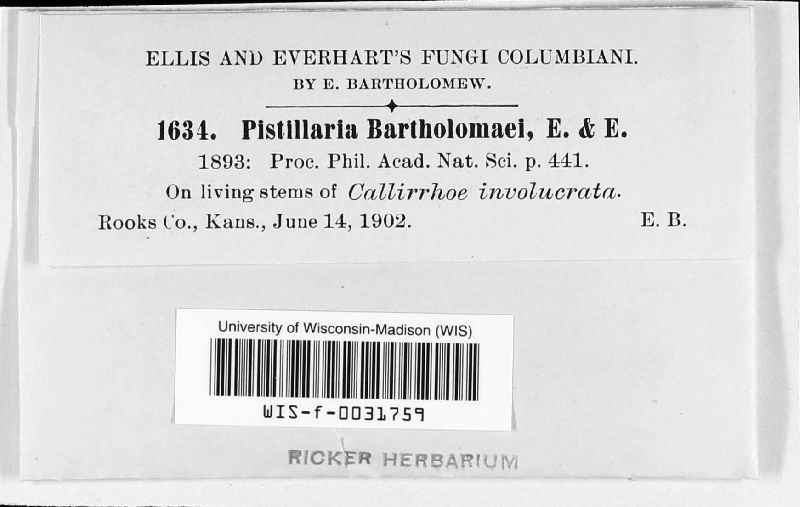 ELLIS AND EVERHART'S FUNGI COLUMBIANI.
BY E. BARTHOLOMEW.
1634. Pistillaria Bartholomaei, E. & E.
1893: Proc. Phil. Acad. Nat. Sci. p. 441.
On living stems of Callirrhoe involucrata.
Rooks Co., Kans., June 14, 1902. E. B.
University of Wisconsin-Madison (WIS)
WIS-f-0031759
RICKER HERBARIUM